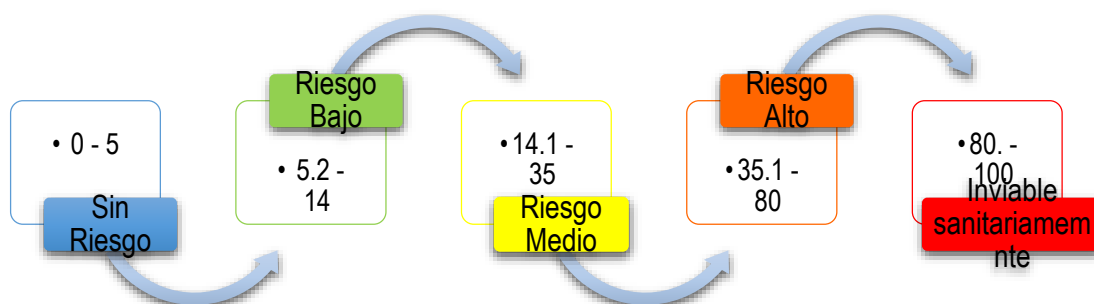 • 0 - 5
Sin
Riesgo
Riesgo
Bajo
• 5.2 -
14
• 14.1 -
35
Riesgo
Medio
Riesgo
Alto
• 35.1 -
80
• 80. -
100
Inviable
sanitariamem
nte